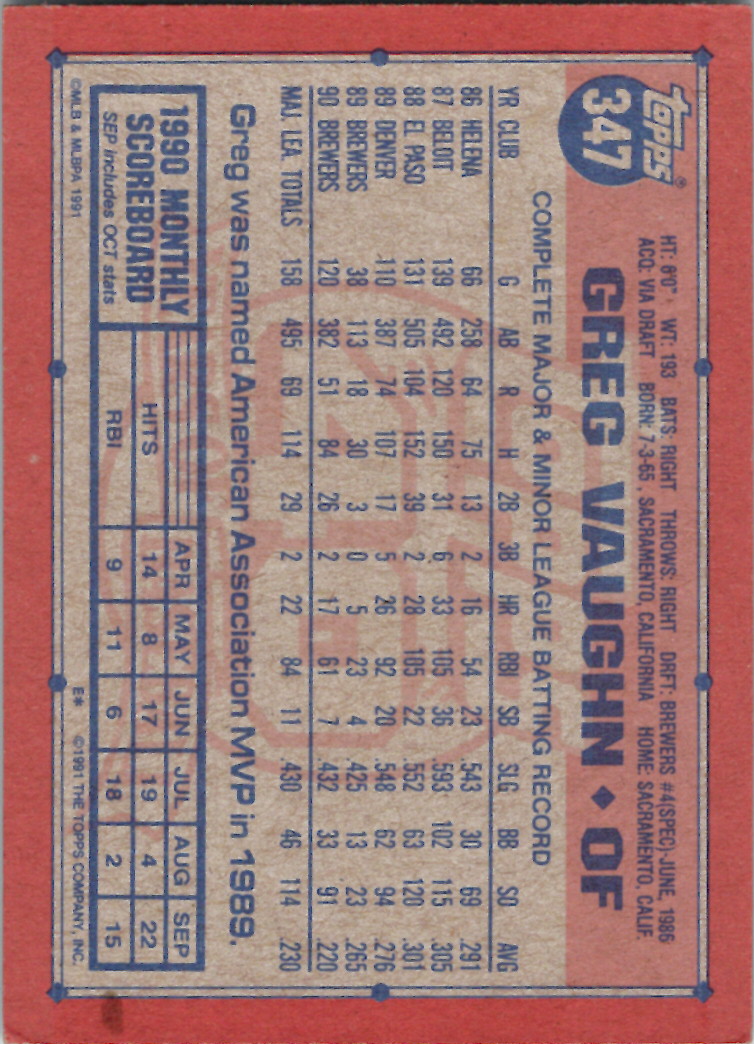 topps®
347
HT: 6'0" WT: 193 BATS: RIGHT THROWS: RIGHT DRFT: BREWERS #4(SPEC)-JUNE, 1986
ACQ: VIA DRAFT BORN: 7-3-65, SACRAMENTO, CALIFORNIA HOME: SACRAMENTO, CALIF.
GREG VAUGHN ◆ OF
COMPLETE MAJOR & MINOR LEAGUE BATTING RECORD
YR CLUB G AB R H 2B 3B HR RBI SB SLG BB SO AVG
86 HELENA 66 258 64 75 13 2 16 54 23 .543 30 69 .291
87 BELOIT 139 492 120 150 31 6 33 105 36 .593 102 115 .305
88 EL PASO 131 505 104 152 39 2 28 105 22 .552 63 120 .301
89 DENVER 110 387 74 107 17 5 26 92 20 .548 62 94 .276
89 BREWERS 38 113 18 30 3 0 5 23 4 .425 13 23 .265
90 BREWERS 120 382 51 84 26 2 17 61 7 .432 33 91 .220
MAJ. LEA. TOTALS 158 495 69 114 29 2 22 84 11 .430 46 114 .230
Greg was named American Association MVP in 1989.
1990 MONTHLY
SCOREBOARD
SEP includes OCT stats
APR MAY JUN JUL AUG SEP
HITS 14 8 17 19 4 22
RBI 9 11 6 18 2 15
©MLB & MLBPA 1991
E* ©1991 THE TOPPS COMPANY, INC.